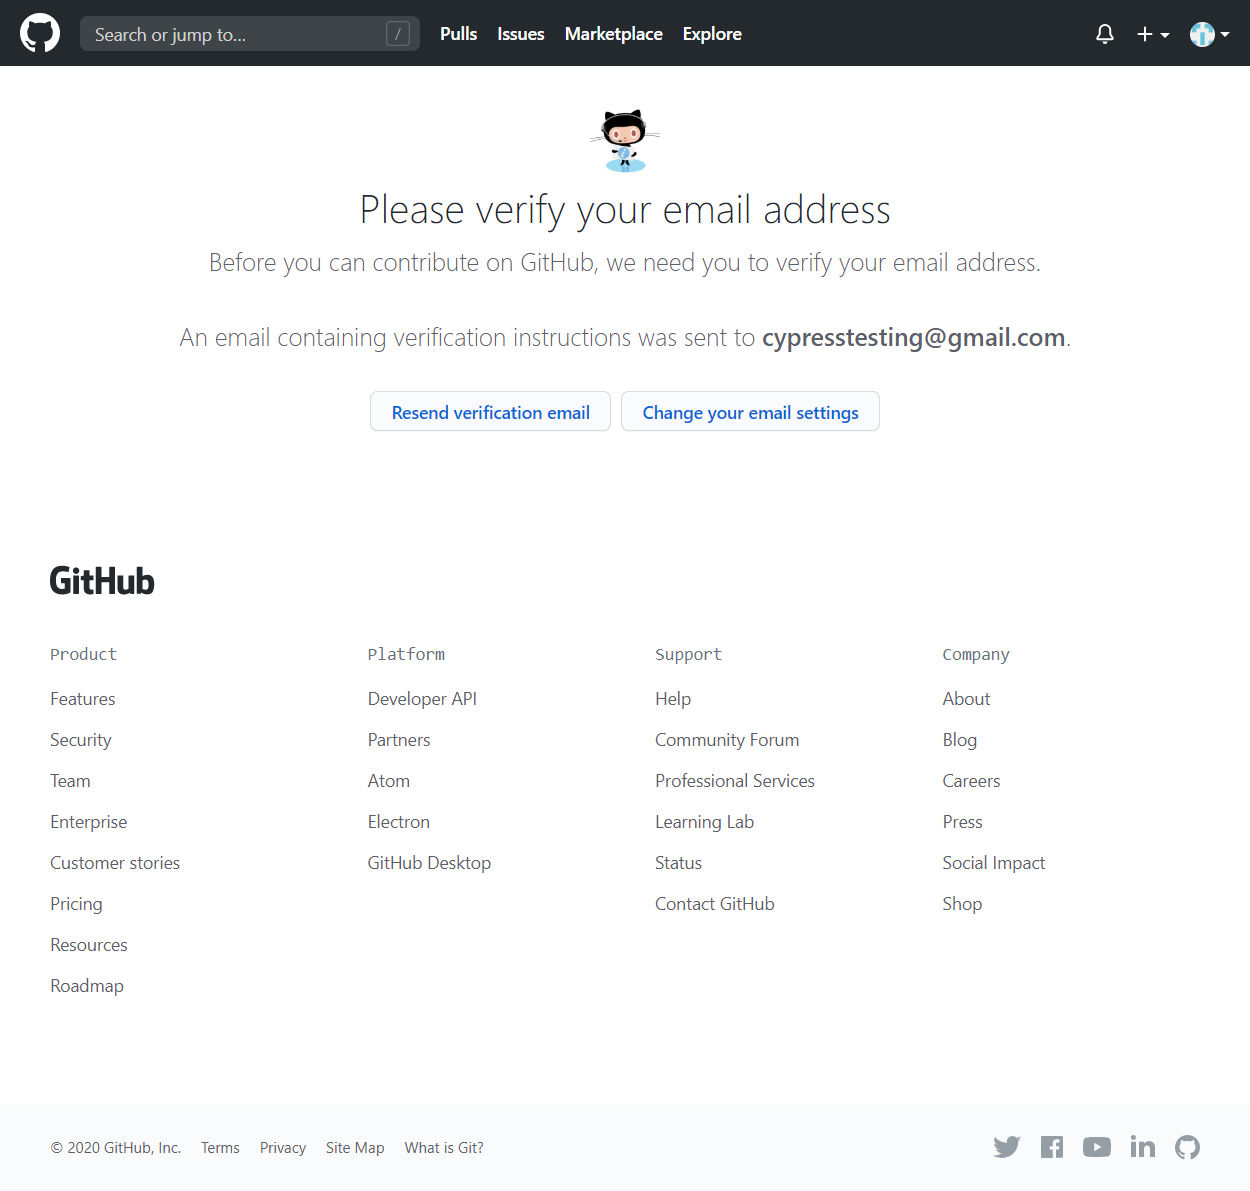 Search or jump to... /
Pulls Issues Marketplace Explore
Please verify your email address
Before you can contribute on GitHub, we need you to verify your email address.
An email containing verification instructions was sent to cypresstesting@gmail.com.
Resend verification email
Change your email settings
GitHub
Product
Features
Security
Team
Enterprise
Customer stories
Pricing
Resources
Roadmap
Platform
Developer API
Partners
Atom
Electron
GitHub Desktop
Support
Help
Community Forum
Professional Services
Learning Lab
Status
Contact GitHub
Company
About
Blog
Careers
Press
Social Impact
Shop
© 2020 GitHub, Inc. Terms Privacy Site Map What is Git?